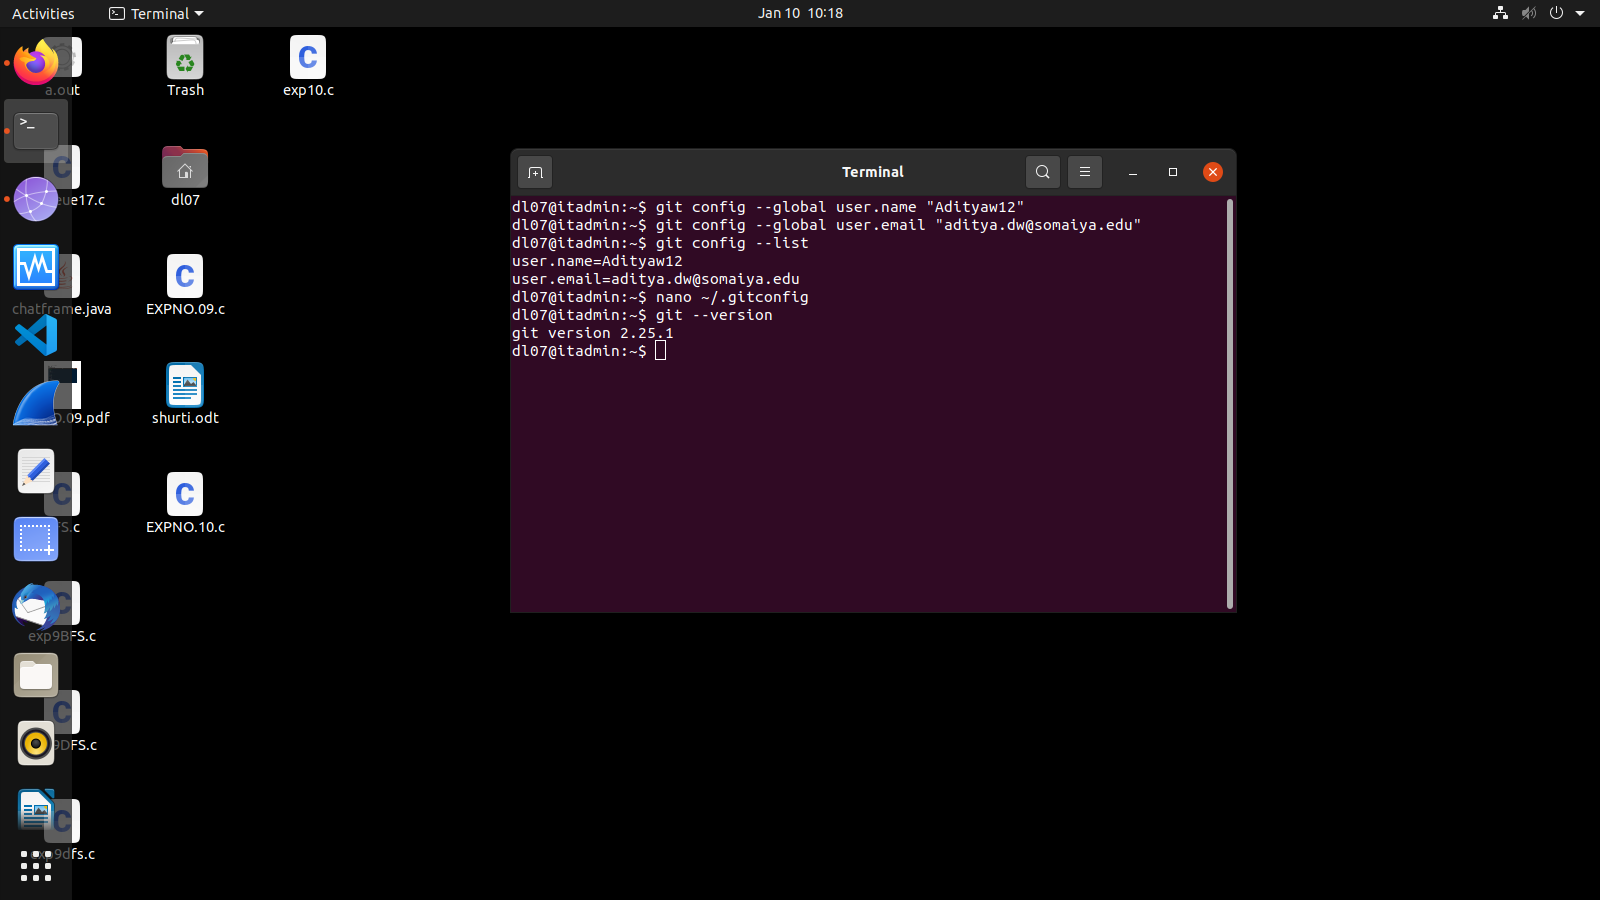 Activities
Terminal
Jan 10 10:18
a.out
Trash
exp10.c
ue17.c
dl07
chatframe.java
EXPNO.09.c
.09.pdf
shurti.odt
FS.c
EXPNO.10.c
exp9BFS.c
9DFS.c
exp9dfs.c
Terminal
dl07@itadmin:~$ git config --global user.name "Adityaw12"
dl07@itadmin:~$ git config --global user.email "aditya.dw@somaiya.edu"
dl07@itadmin:~$ git config --list
user.name=Adityaw12
user.email=aditya.dw@somaiya.edu
dl07@itadmin:~$ nano ~/.gitconfig
dl07@itadmin:~$ git --version
git version 2.25.1
dl07@itadmin:~$